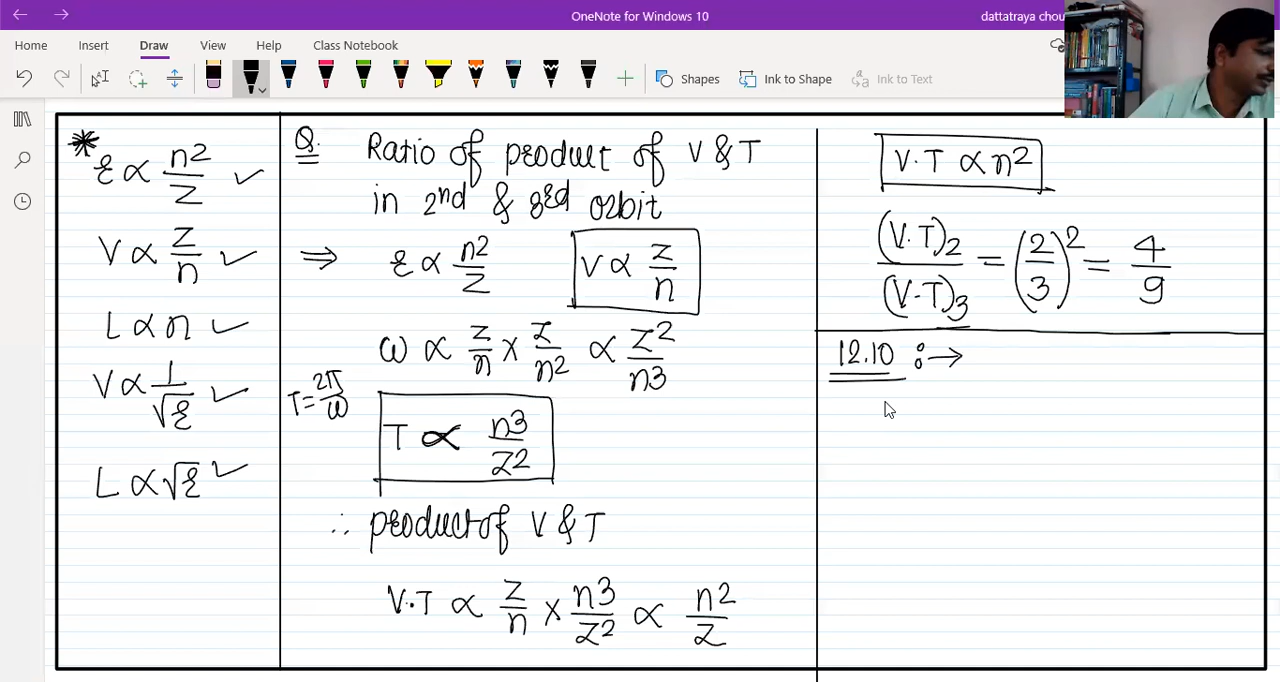 OneNote for Windows 10
dattatraya chou
Home Insert Draw View Help Class Notebook
Shapes Ink to Shape Ink to Text
* r ∝ n2/Z ✓
V ∝ Z/n ✓
L ∝ n ✓
V ∝ 1/√r ✓
L ∝ √r ✓
Q. Ratio of product of V & T
in 2nd & 3rd orbit
⇒ r ∝ n2/Z V ∝ Z/n
ω ∝ Z/n × Z/n2 ∝ Z2/n3
T = 2π/ω
T ∝ n3/Z2
∴ product of V & T
V·T ∝ Z/n × n3/Z2 ∝ n2/Z
V·T ∝ n2
(V·T)2/(V·T)3 = (2/3)2 = 4/9
12.10 :→